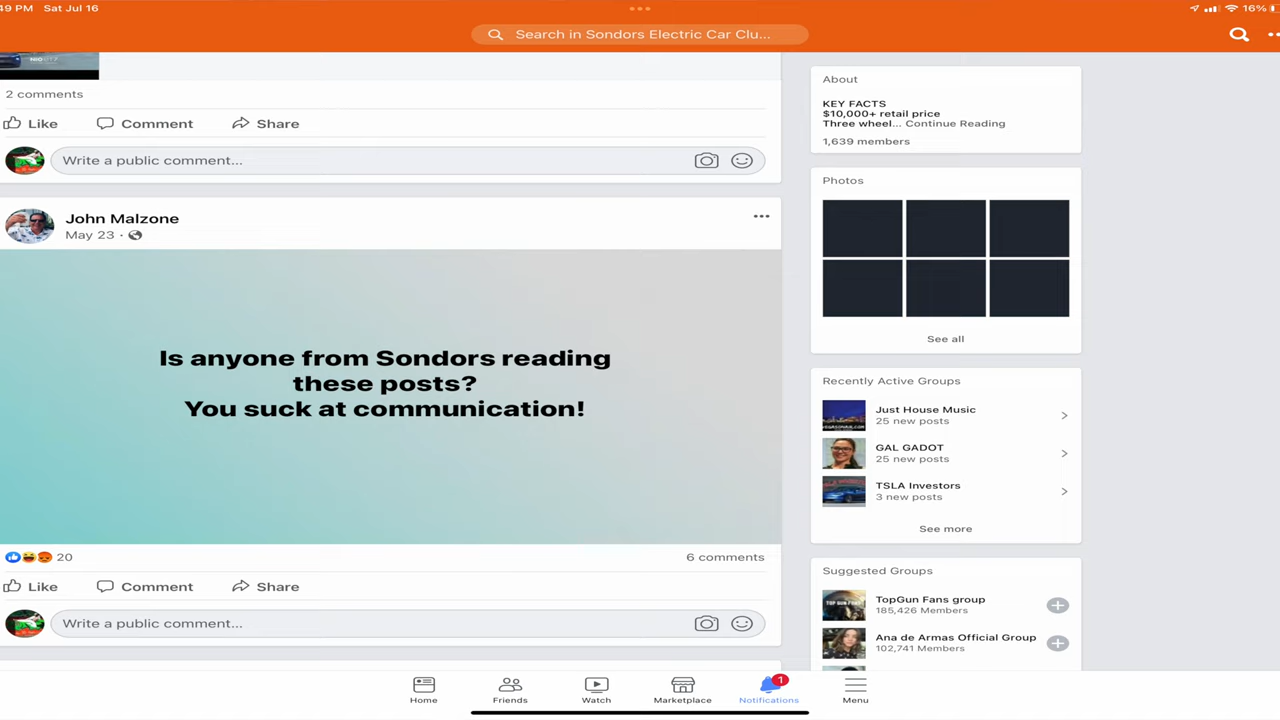 49 PM Sat Jul 16
16%
Search in Sondors Electric Car Clu...
2 comments
Like Comment Share
Write a public comment...
John Malzone
May 23 ·
Is anyone from Sondors reading
these posts?
You suck at communication!
20
6 comments
Like Comment Share
Write a public comment...
About
KEY FACTS
$10,000+ retail price
Three wheel... Continue Reading
1,639 members
Photos
See all
Recently Active Groups
Just House Music
25 new posts
GAL GADOT
25 new posts
TSLA Investors
3 new posts
See more
Suggested Groups
TOP GUN FANS
TopGun Fans group
185,426 Members
Ana de Armas Official Group
102,741 Members
Home Friends Watch Marketplace Notifications Menu
1